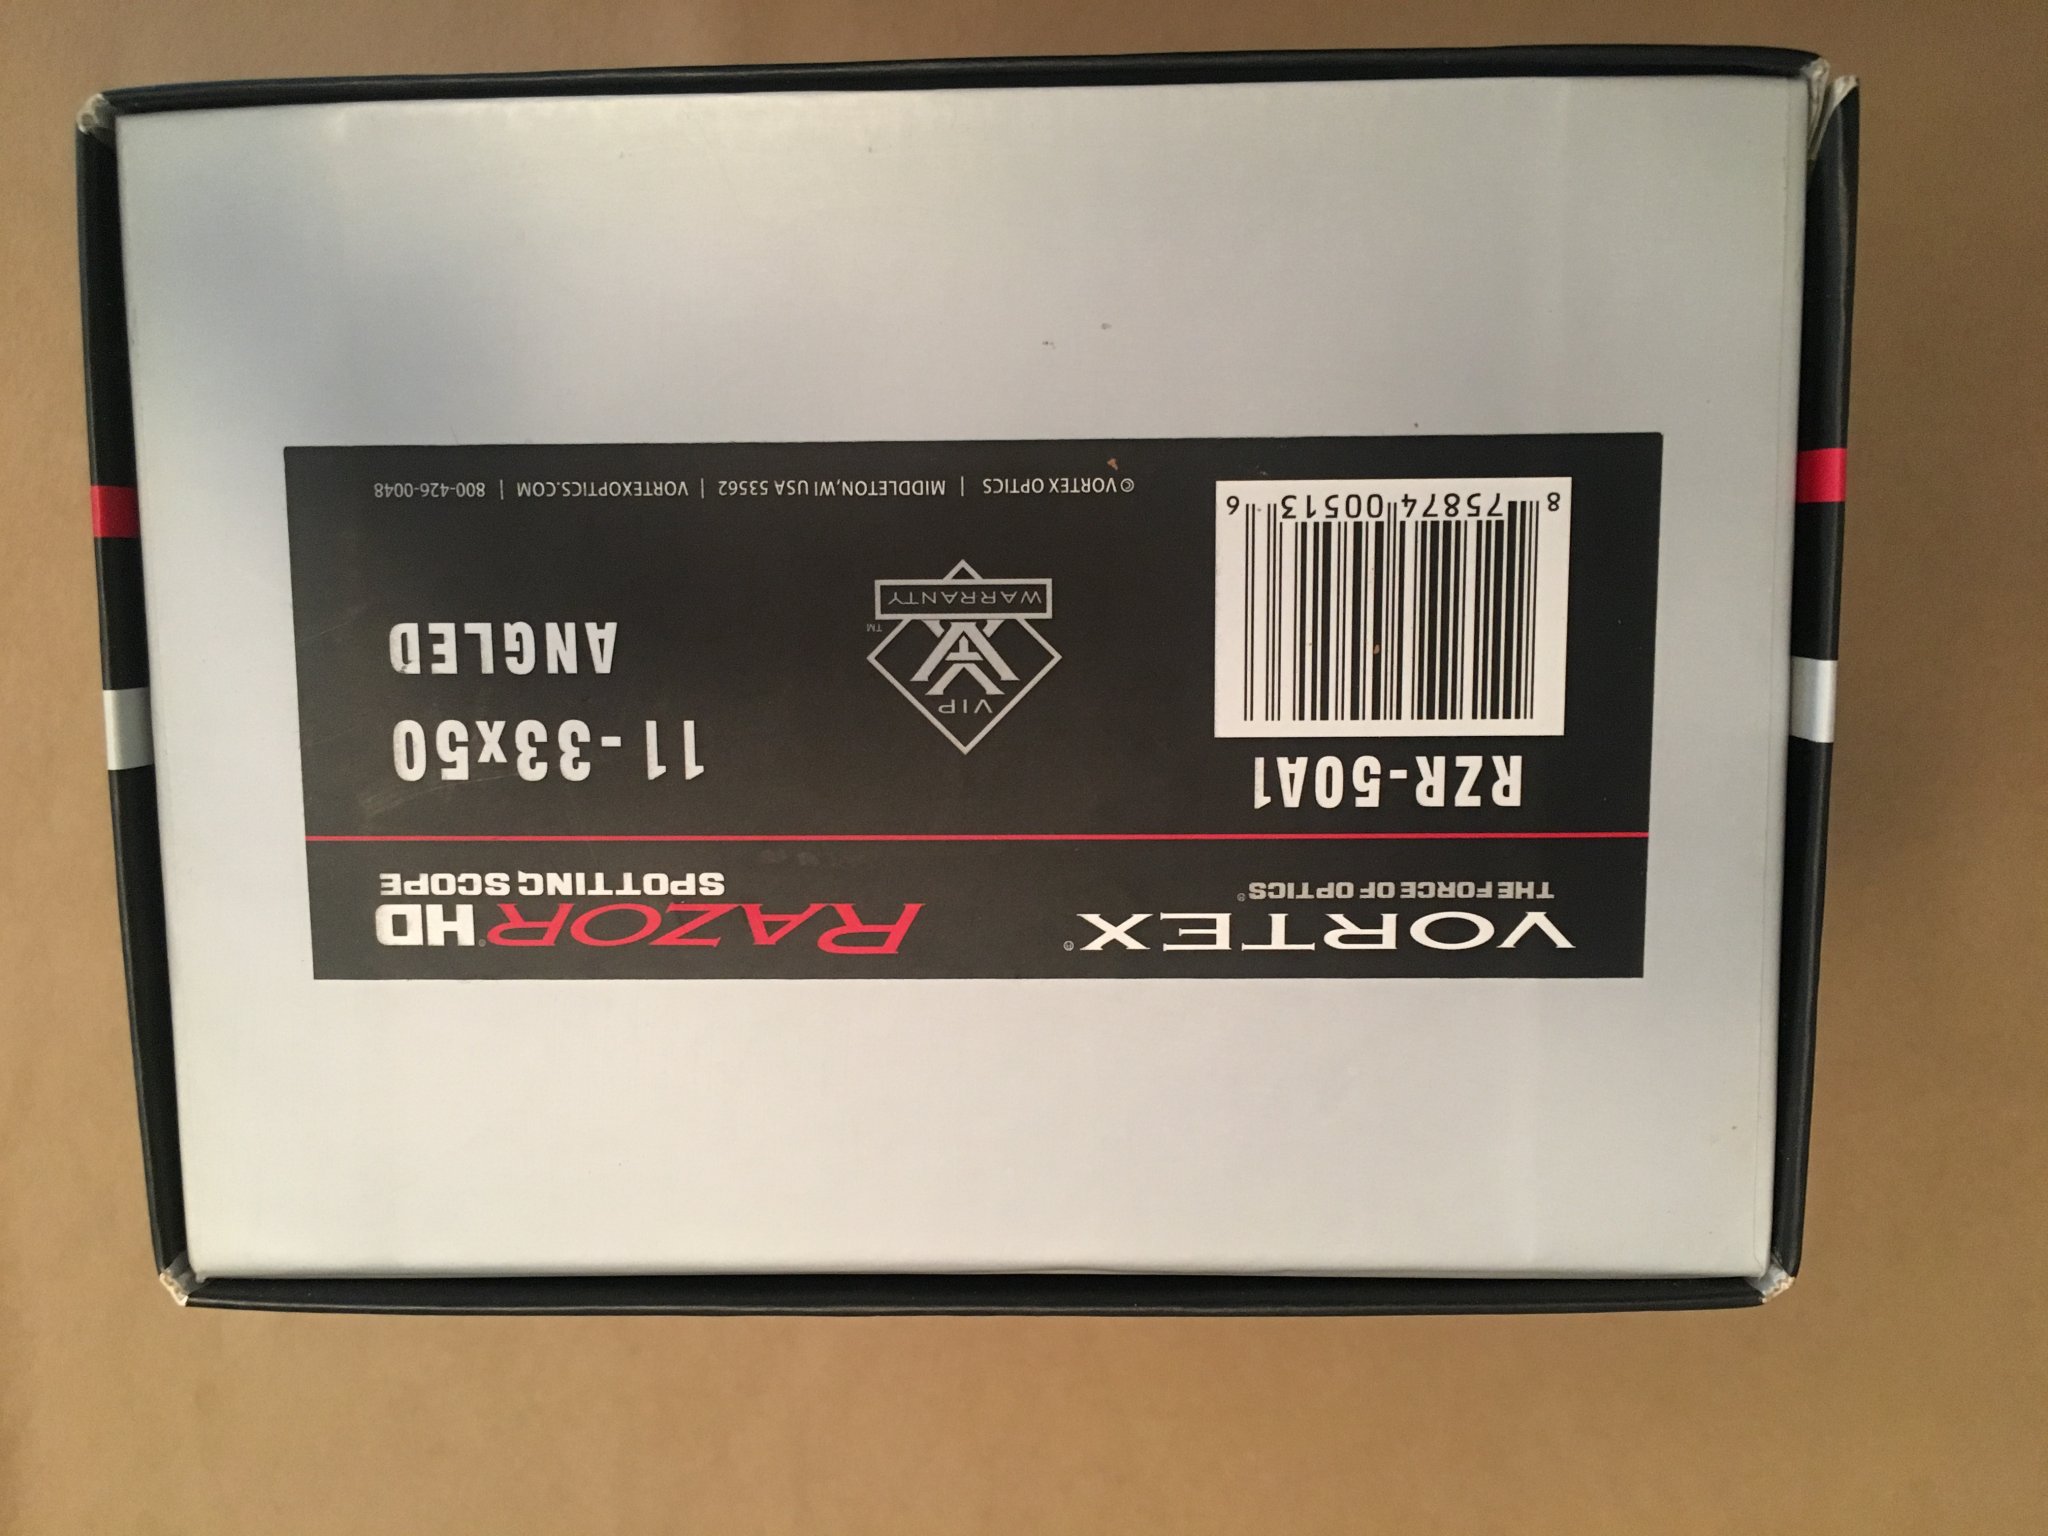 VORTEX®
THE FORCE OF OPTICS®
RAZOR® HD
SPOTTING SCOPE
RZR-50A1
8 75874 00513 6
VIP
WARRANTY
™
11-33x50
ANGLED
© VORTEX OPTICS | MIDDLETON, WI USA 53562 | VORTEXOPTICS.COM | 800-426-0048